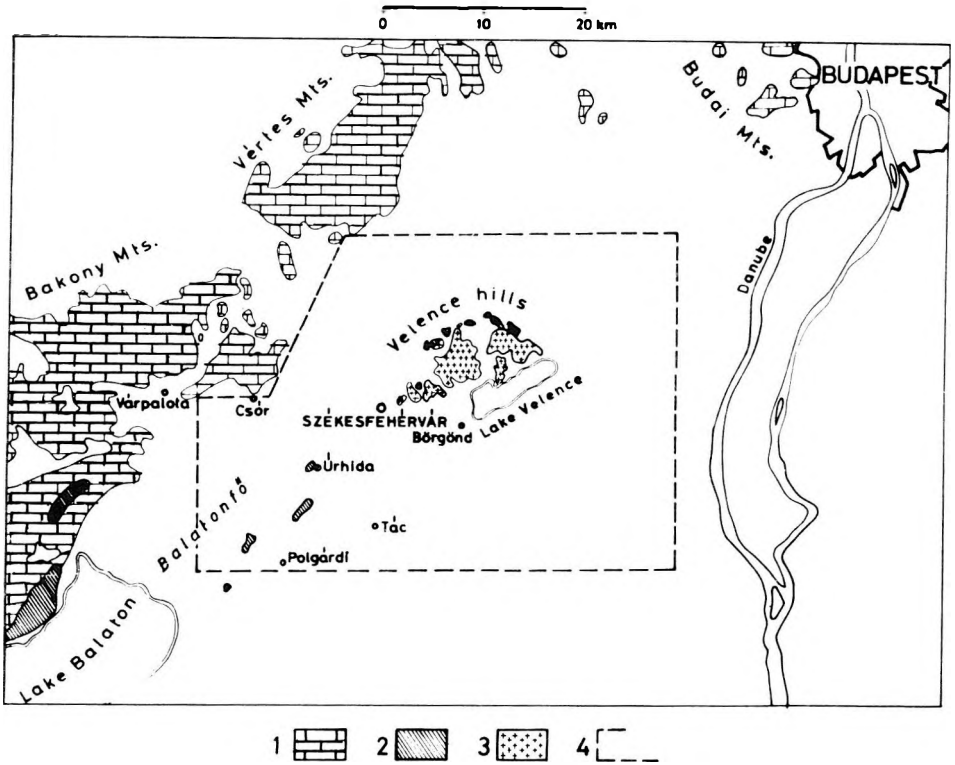 0 10 20 km
BUDAPEST
Budai Mts.
Vértes Mts.
Danube
Bakony Mts.
Velence hills
Várpalota
Csór
SZÉKESFEHÉRVÁR
Lake Velence
Börgönd
Úrhida
Balatonfő
Tác
Polgárdi
Lake Balaton
1 2 3 4